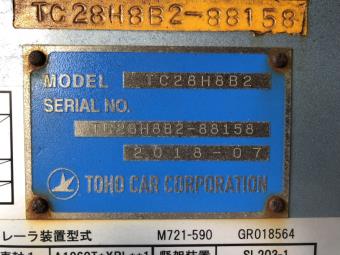 TC28H8B2-88158
MODEL TC28H8B2
SERIAL NO.
TC28H8B2-88158
2018-07
TOHO CAR CORPORATION
レーラ装置型式 M721-590 GR018564